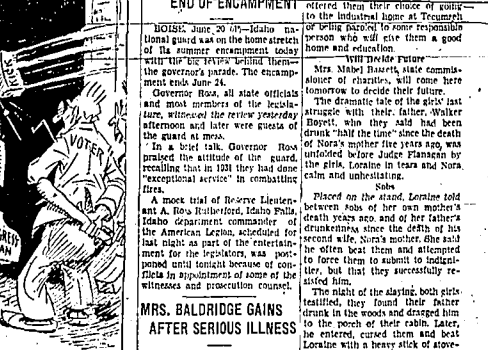 END OF ENCAMPMENT
BOISE, June 20 (P)—Idaho na-
tional guard was on the home stretch
of its summer encampment today
with the big review behind them—
the governor's parade. The encamp-
ment ends June 24.
Governor Ross, all state officials
and most members of the legisla-
ture, witnessed the review yesterday
afternoon and later were guests of
the guard at mess.
In a brief talk, Governor Ross
praised the attitude of the guard,
recalling that in 1931 they had done
"exceptional service" in combatting
fires.
A mock trial of Reserve Lieuten-
ant A. Ross Rutherford, Idaho Falls,
Idaho department commander of
the American Legion, scheduled for
last night as part of the entertain-
ment for the legislators, was post-
poned until tonight because of con-
flicts in appointment of some of the
witnesses and prosecution counsel.
MRS. BALDRIDGE GAINS
AFTER SERIOUS ILLNESS
offered them their choice of going
to the industrial home at Tecumseh
or being paroled to some responsible
person who will give them a good
home and education.
Will Decide Future
Mrs. Mabel Bassett, state commis-
sioner of charities, will come here
tomorrow to decide their future.
The dramatic tale of the girls' last
struggle with their father, Walker
Boyett, who they said had been
drunk "half the time" since the death
of Nora's mother five years ago, was
unfolded before Judge Flanagan by
the girls, Loraine in tears and Nora
calm and unhesitating.
Sobs
Placed on the stand, Loraine told
between sobs of her own mother's
death years ago, and of her father's
drunkenness since the death of his
second wife, Nora's mother. She said
he often beat them and attempted
to force them to submit to indigni-
ties, but that they successfully re-
sisted him.
The night of the slaying, both girls
testified, they found their father
drunk in the woods and dragged him
to the porch of their cabin. Later,
he entered, cursed them and beat
Loraine with a heavy stick of stove-
VOTER